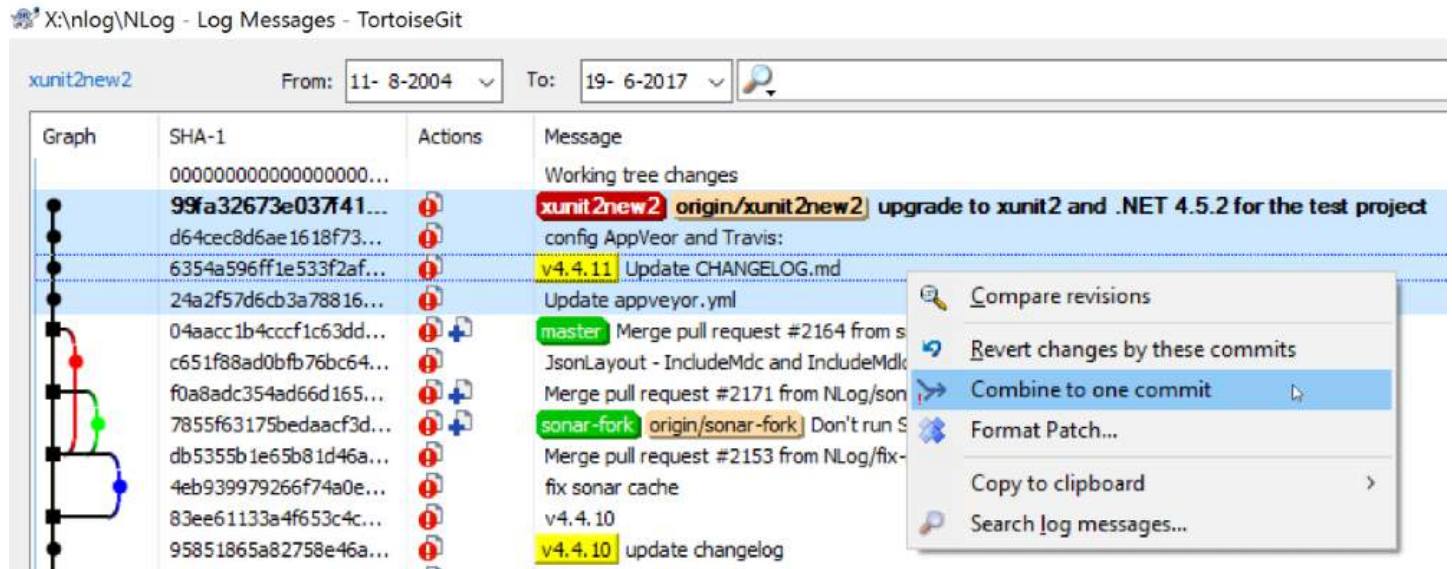 X:\nlog\NLog - Log Messages - TortoiseGit
xunit2new2 From: 11- 8-2004 To: 19- 6-2017
Graph SHA-1 Actions Message
000000000000000000... Working tree changes
99fa32673e037f41... xunit2new2 origin/xunit2new2 upgrade to xunit2 and .NET 4.5.2 for the test project
d64cec8d6ae1618f73... config AppVeor and Travis:
6354a596ff1e533f2af... v4.4.11 Update CHANGELOG.md
24a2f57d6cb3a78816... Update appveyor.yml
04aacc1b4cccf1c63dd... master Merge pull request #2164 from s
c651f88ad0bfb76bc64... JsonLayout - IncludeMdc and IncludeMdlc
f0a8adc354ad66d165... Merge pull request #2171 from NLog/son
7855f63175bedaacf3d... sonar-fork origin/sonar-fork Don't run S
db5355b1e65b81d46a... Merge pull request #2153 from NLog/fix-
4eb939979266f74a0e... fix sonar cache
83ee61133a4f653c4c... v4.4.10
95851865a82758e46a... v4.4.10 update changelog
Compare revisions
Revert changes by these commits
Combine to one commit
Format Patch...
Copy to clipboard
Search log messages...